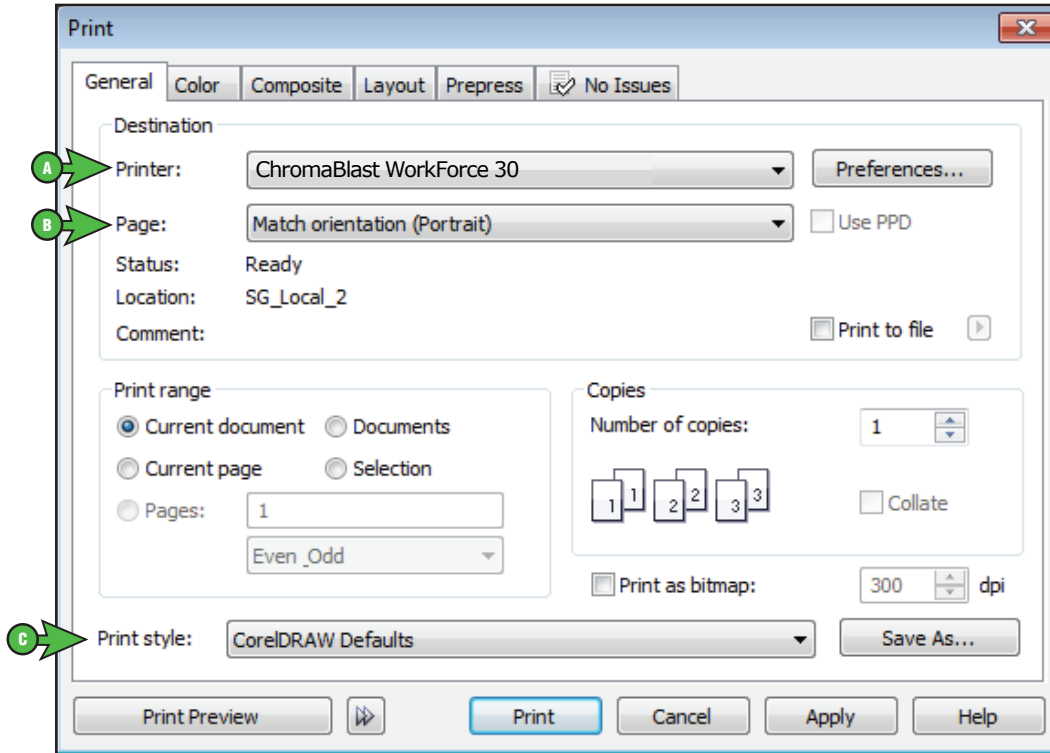 Print
General Color Composite Layout Prepress No Issues
Destination
A Printer: ChromaBlast WorkForce 30 Preferences...
B Page: Match orientation (Portrait) Use PPD
Status: Ready
Location: SG_Local_2
Comment: Print to file
Print range Copies
Current document Documents Number of copies: 1
Current page Selection
Pages: 1 1 1 2 2 3 3 Collate
Even _Odd
Print as bitmap: 300 dpi
C Print style: CorelDRAW Defaults Save As...
Print Preview Print Cancel Apply Help